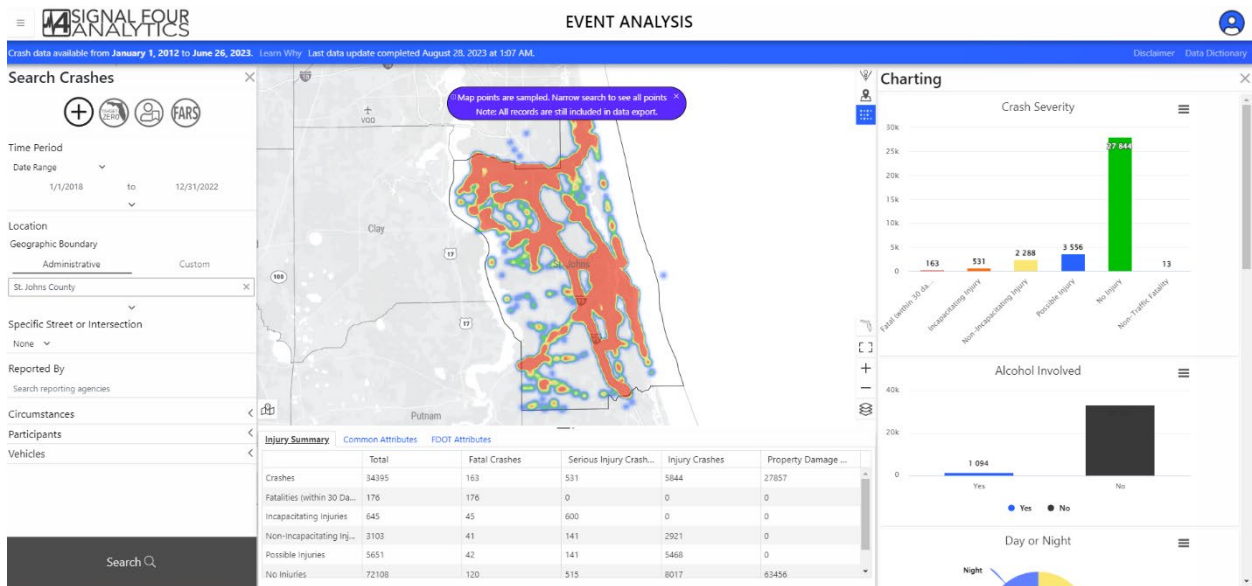 SIGNAL FOUR
ANALYTICS
EVENT ANALYSIS
Crash data available from January 1, 2012 to June 26, 2023. Learn Why Last data update completed August 28, 2023 at 1:07 AM.
Disclaimer Data Dictionary
Search Crashes
ZERO
FARS
Time Period
Date Range
1/1/2018 to 12/31/2022
Location
Geographic Boundary
Administrative Custom
St. Johns County
Specific Street or Intersection
None
Reported By
Search reporting agencies
Circumstances
Participants
Vehicles
Search
Map points are sampled. Narrow search to see all points
Note: All records are still included in data export.
VQQ
Clay
17
St. Johns
17
Putnam
Injury Summary Common Attributes FDOT Attributes
Total Fatal Crashes Serious Injury Crash... Injury Crashes Property Damage ...
Crashes 34395 163 531 5844 27857
Fatalities (within 30 Da... 176 176 0 0 0
Incapacitating Injuries 645 45 600 0 0
Non-Incapacitating Inj... 3103 41 141 2921 0
Possible Injuries 5651 42 141 5468 0
No Injuries 72108 120 515 8017 63456
Charting
Crash Severity
30k
25k
20k
15k
10k
5k
0
163
531
2 288
3 556
27 844
13
Fatal (within 30 da...
Incapacitating Injury
Non-Incapacitating Injury
Possible Injury
No Injury
Non-Traffic Fatality
Alcohol Involved
40k
20k
0
1 094
Yes No
Yes No
Day or Night
Night